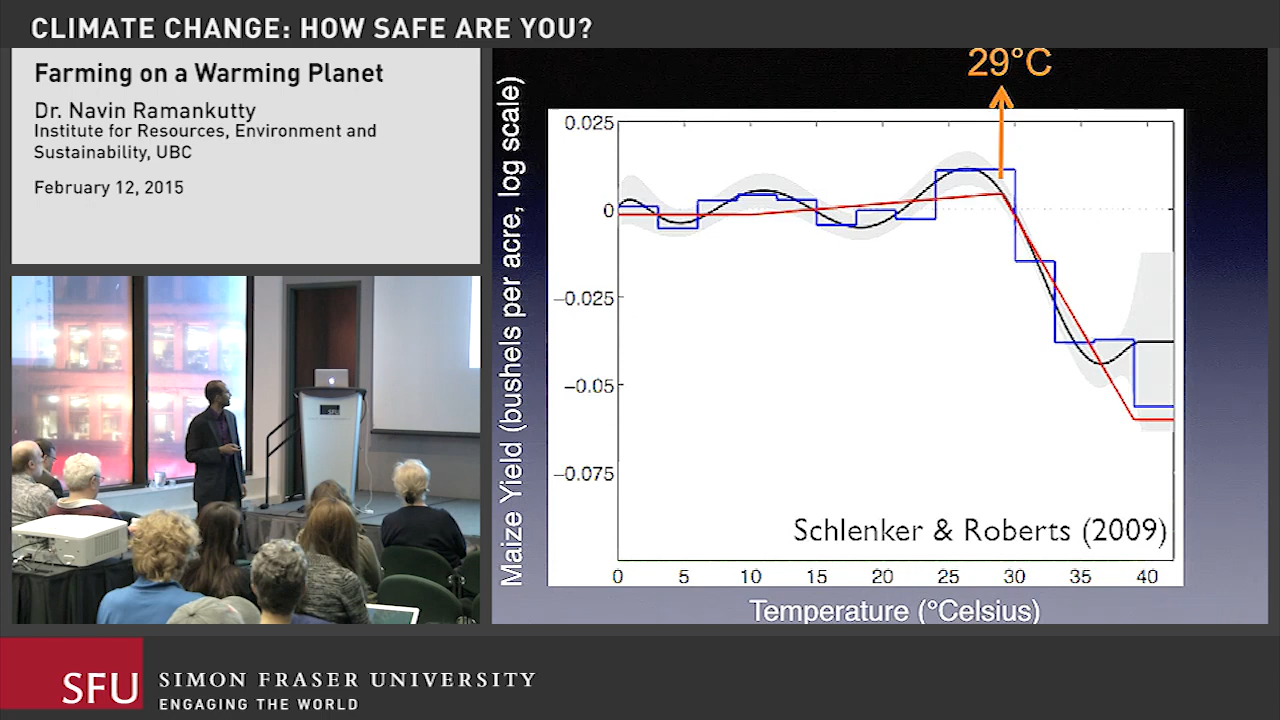 CLIMATE CHANGE: HOW SAFE ARE YOU?
Farming on a Warming Planet
Dr. Navin Ramankutty
Institute for Resources, Environment and
Sustainability, UBC
February 12, 2015
SFU
29°C
Maize Yield (bushels per acre, log scale)
0.025
0
−0.025
−0.05
−0.075
Schlenker & Roberts (2009)
0 5 10 15 20 25 30 35 40
Temperature (°Celsius)
SFU
SIMON FRASER UNIVERSITY
ENGAGING THE WORLD